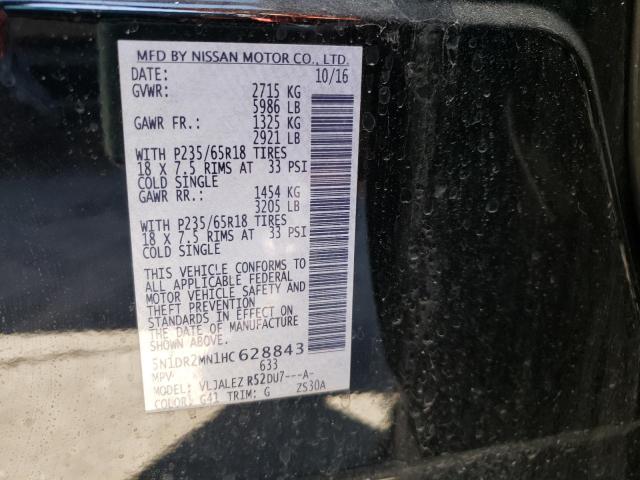 MFD BY NISSAN MOTOR CO., LTD.
DATE: 10/16
GVWR: 2715 KG
5986 LB
GAWR FR.: 1325 KG
2921 LB
WITH P235/65R18 TIRES
18 X 7.5 RIMS AT 33 PSI
COLD SINGLE
GAWR RR.: 1454 KG
3205 LB
WITH P235/65R18 TIRES
18 X 7.5 RIMS AT 33 PSI
COLD SINGLE
THIS VEHICLE CONFORMS TO
ALL APPLICABLE FEDERAL
MOTOR VEHICLE SAFETY AND
THEFT PREVENTION
STANDARDS IN EFFECT ON
THE DATE OF MANUFACTURE
5N1DR2MN1HC628843
MPV 633
MODEL: VLJALEZ RS2DU7---A-
COLOR: G41 TRIM: G ZS30A